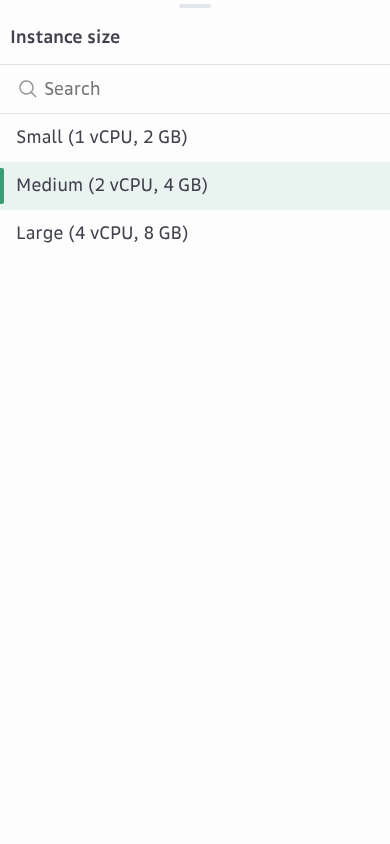 Instance size
Search
Small (1 vCPU, 2 GB)
Medium (2 vCPU, 4 GB)
Large (4 vCPU, 8 GB)